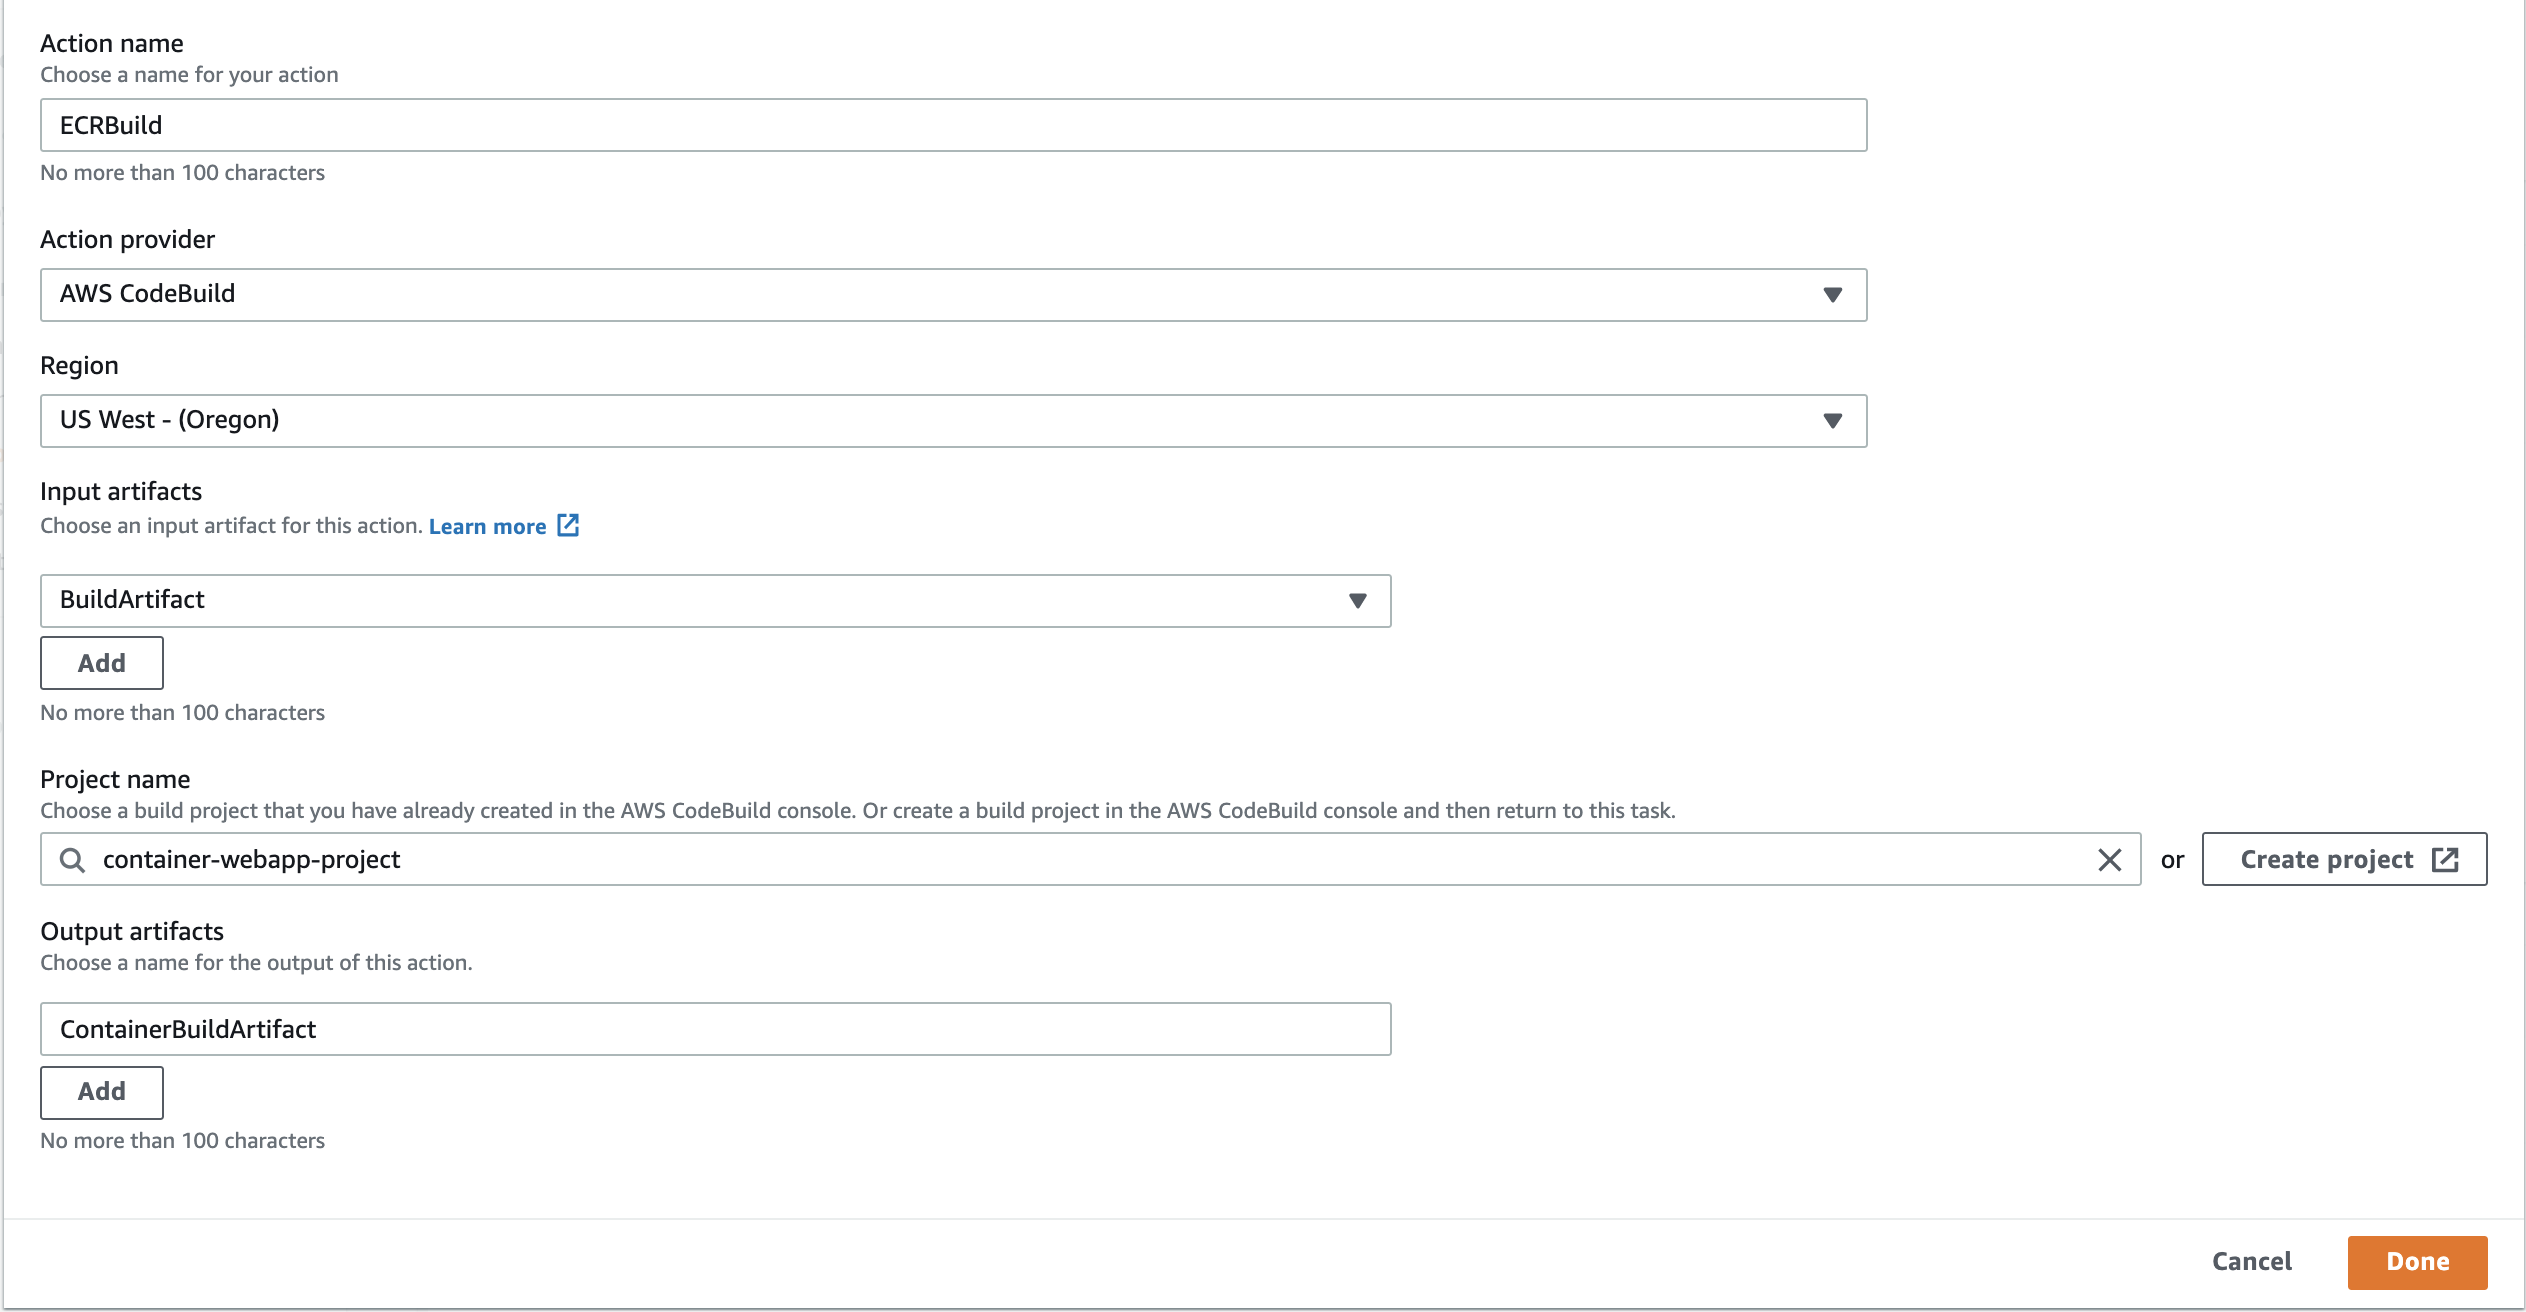 Action name
Choose a name for your action
ECRBuild
No more than 100 characters
Action provider
AWS CodeBuild
Region
US West - (Oregon)
Input artifacts
Choose an input artifact for this action. Learn more
BuildArtifact
Add
No more than 100 characters
Project name
Choose a build project that you have already created in the AWS CodeBuild console. Or create a build project in the AWS CodeBuild console and then return to this task.
container-webapp-project or Create project
Output artifacts
Choose a name for the output of this action.
ContainerBuildArtifact
Add
No more than 100 characters
Cancel Done